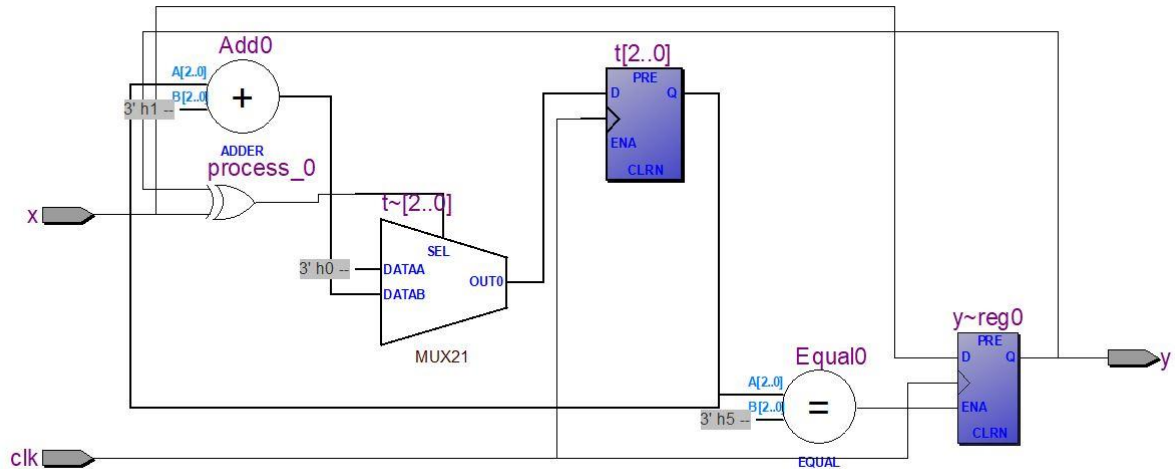 Add0
A[2..0]
B[2..0]
3' h1 --
+
ADDER
process_0
x
t~[2..0]
SEL
3' h0 --
DATAA
DATAB
OUT0
MUX21
t[2..0]
PRE
D
Q
ENA
CLRN
Equal0
A[2..0]
B[2..0]
3' h5 --
=
EQUAL
y~reg0
PRE
D
Q
ENA
CLRN
y
clk